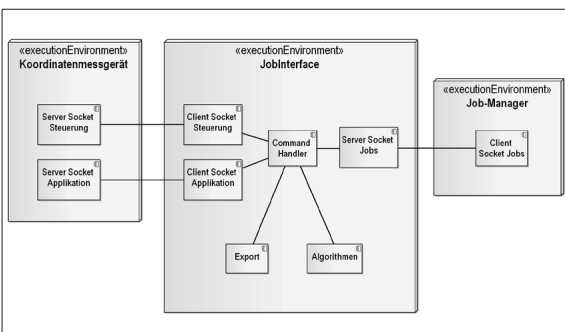 «executionEnvironment»
Koordinatenmessgerät
Server Socket
Steuerung
Server Socket
Applikation
«executionEnvironment»
JobInterface
Client Socket
Steuerung
Client Socket
Applikation
Command
Handler
Server Socket
Jobs
Export
Algorithmen
«executionEnvironment»
Job-Manager
Client
Socket Jobs